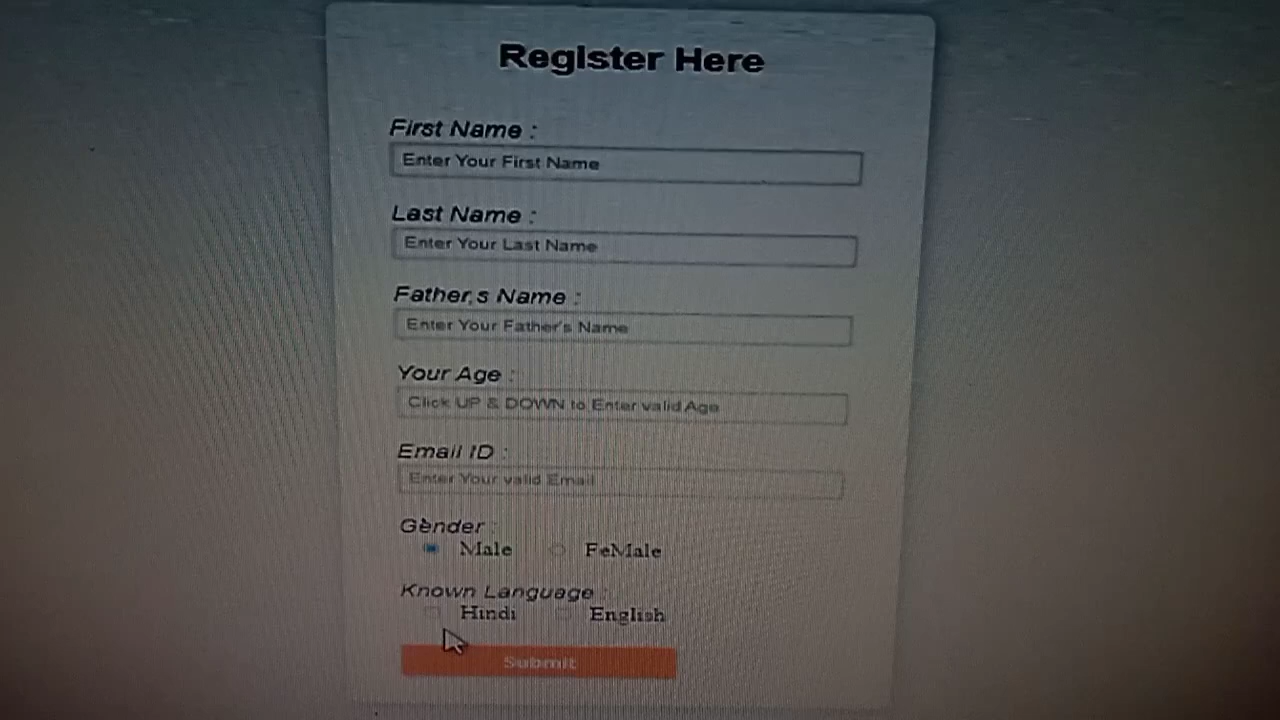 Register Here
First Name :
Enter Your First Name
Last Name :
Enter Your Last Name
Father,s Name :
Enter Your Father's Name
Your Age :
Click UP & DOWN to Enter valid Age
Email ID :
Enter Your valid Email
Gender :
Male FeMale
Known Language :
Hindi English
Submit